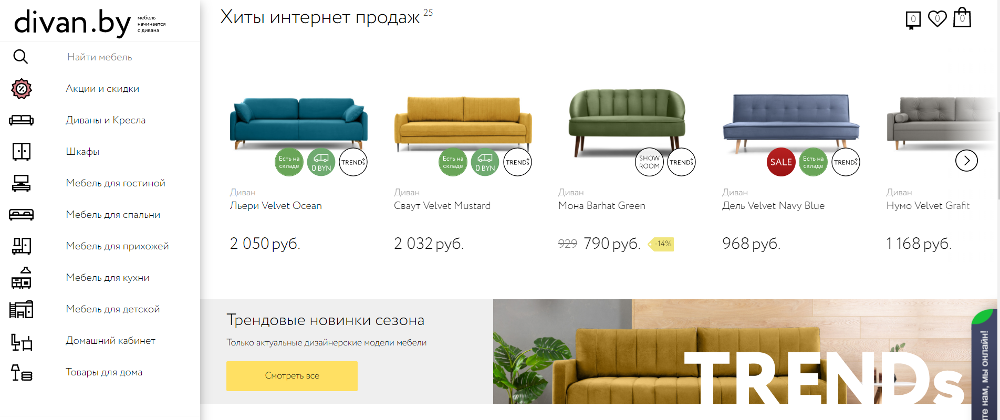 divan.by
мебель
начинается
с дивана
Найти мебель
Акции и скидки
Диваны и Кресла
Шкафы
Мебель для гостиной
Мебель для спальни
Мебель для прихожей
Мебель для кухни
Мебель для детской
Домашний кабинет
Товары для дома
Хиты интернет продаж 25
0 0 0
Есть на
складе
0 BYN
TRENDs
Есть на
складе
0 BYN
TRENDs
SHOW
ROOM
TRENDs
SALE
Есть на
складе
TRENDs
Диван
Льери Velvet Ocean
2 050 руб.
Диван
Сваут Velvet Mustard
2 032 руб.
Диван
Мона Barhat Green
929 790 руб. -14%
Диван
Дель Velvet Navy Blue
968 руб.
Диван
Нумо Velvet Grafit
1 168 руб.
Трендовые новинки сезона
Только актуальные дизайнерские модели мебели
Смотреть все
TRENDs
те нам, мы онлайн!